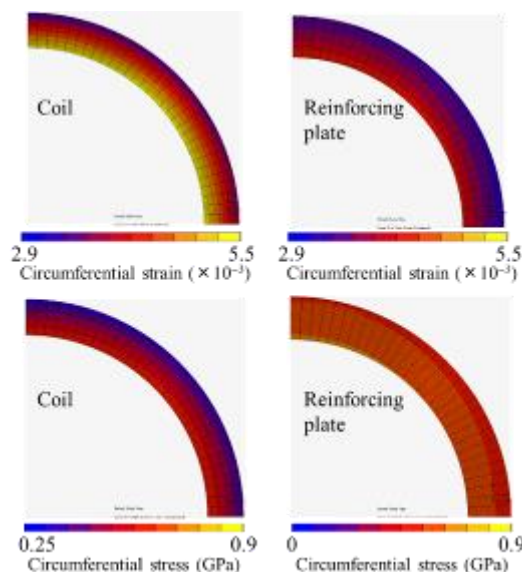 Coil
Reinforcing
plate
2.9 5.5
Circumferential strain (×10⁻³)
2.9 5.5
Circumferential strain (×10⁻³)
Coil
Reinforcing
plate
0.25 0.9
Circumferential stress (GPa)
0 0.9
Circumferential stress (GPa)